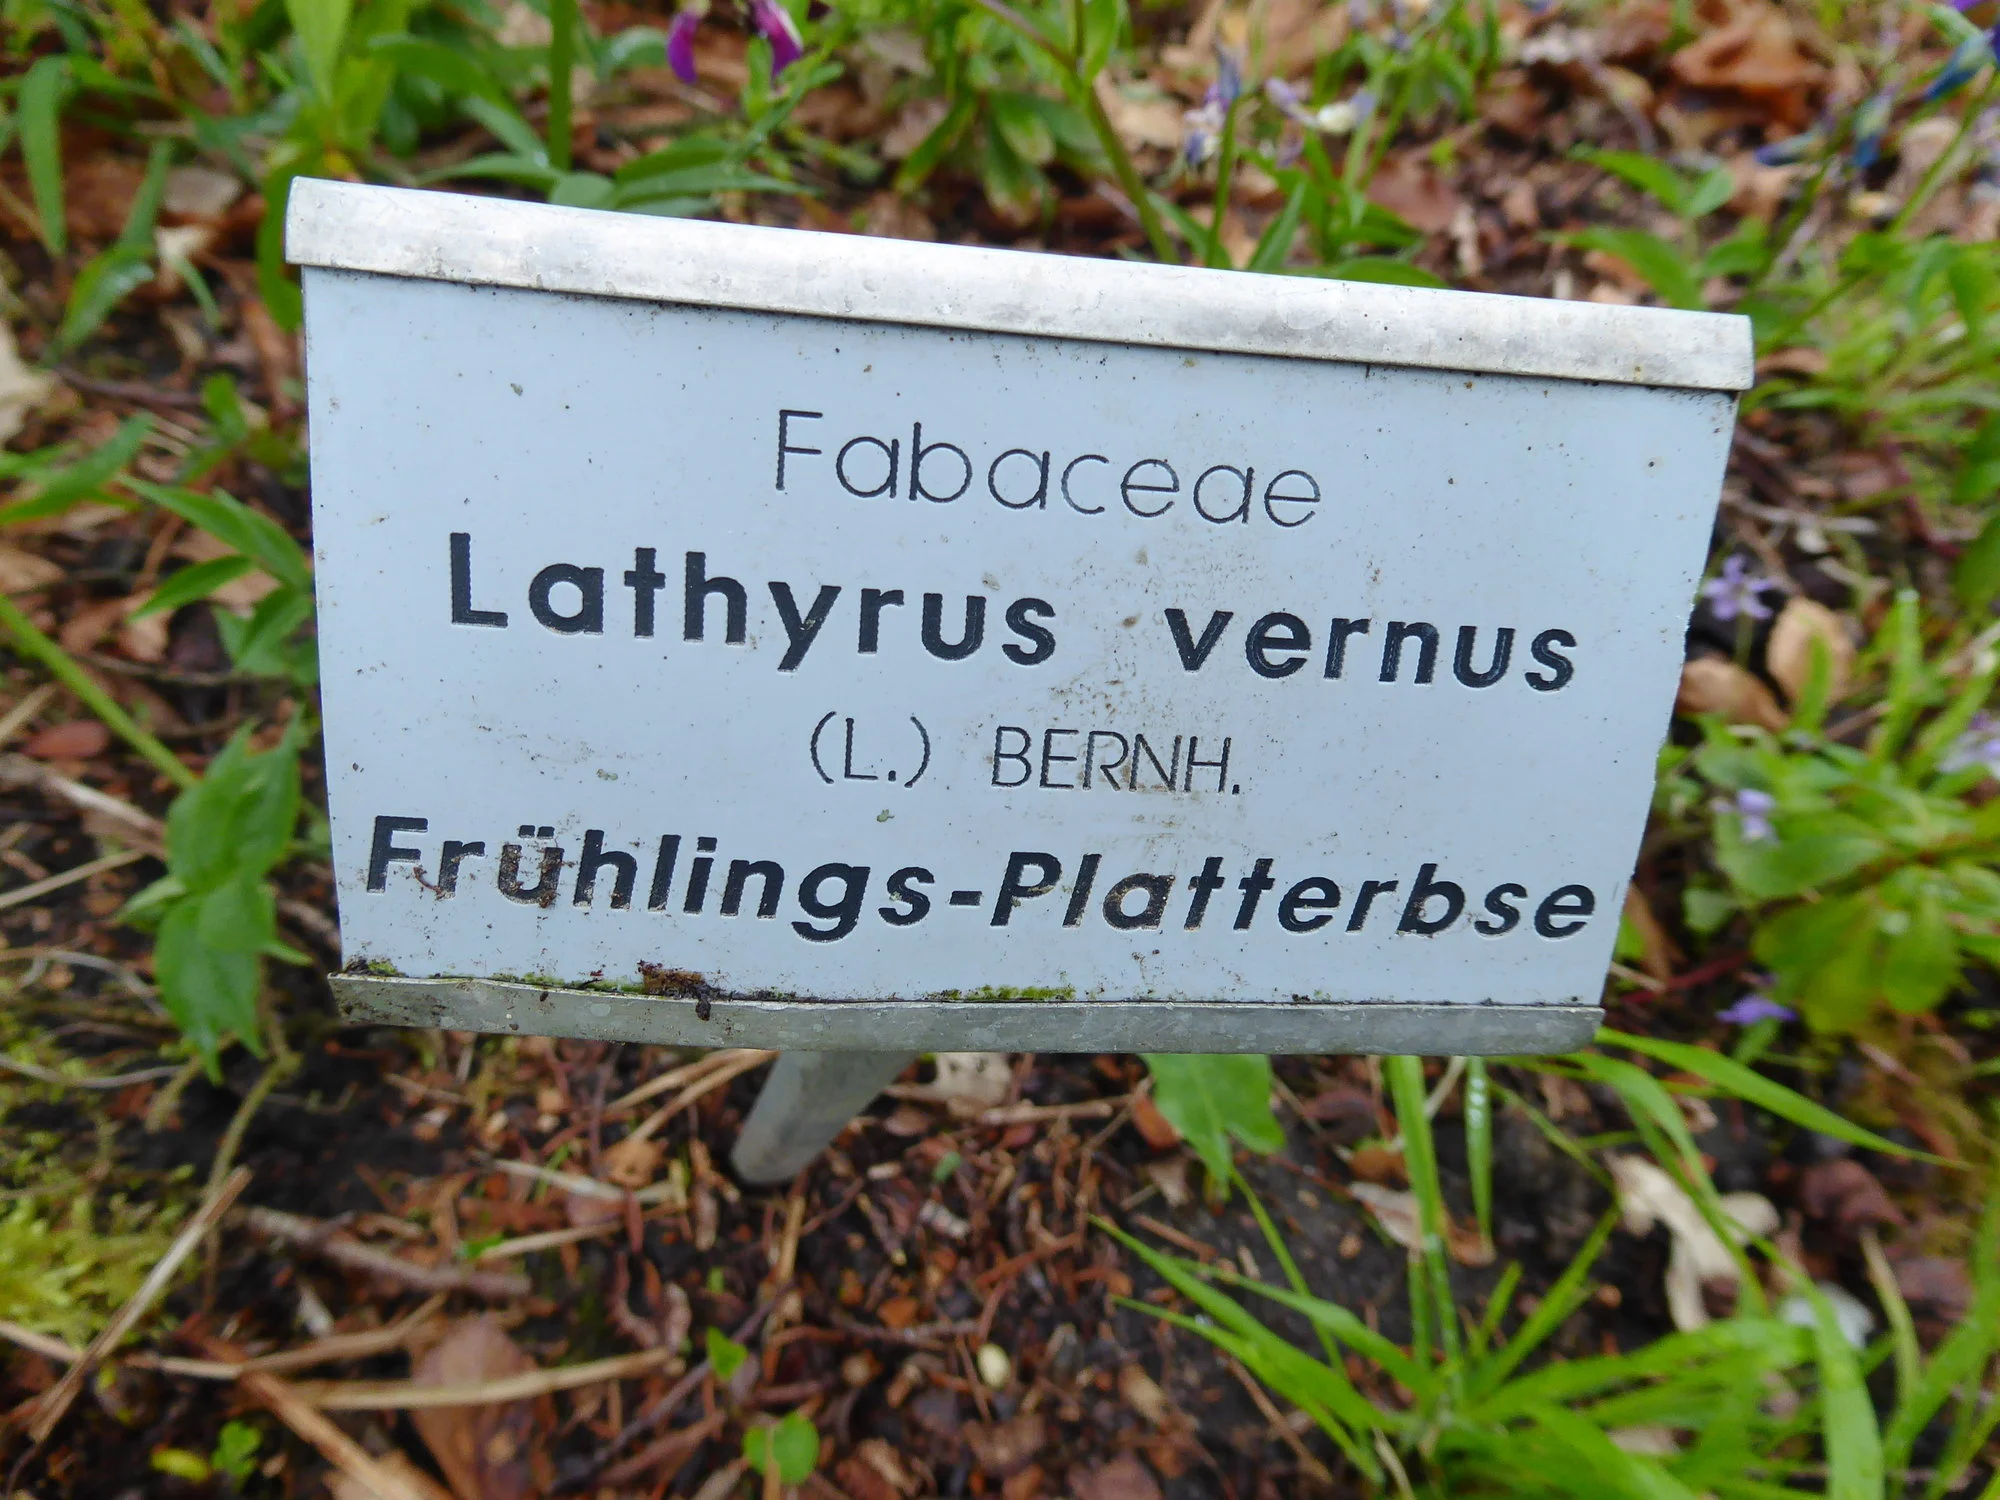 Fabaceae
Lathyrus vernus
(L.) BERNH.
Frühlings-Platterbse